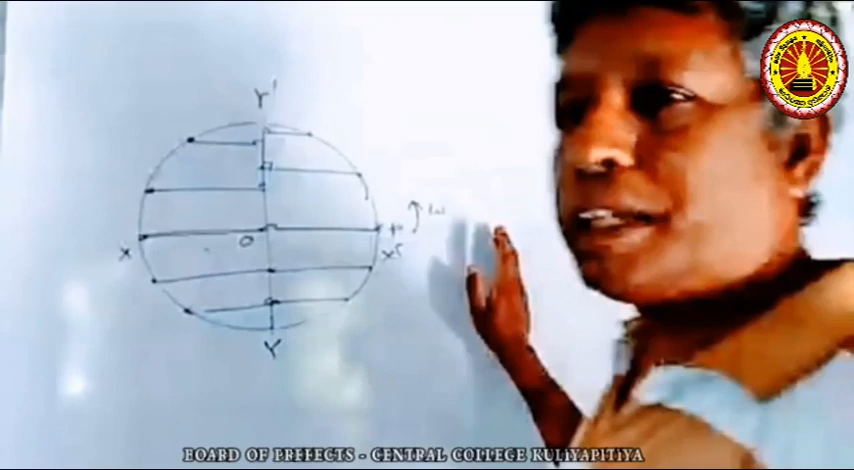 Y'
ω
P
X
O
X'
Y
BOARD OF PREFECTS - CENTRAL COLLEGE KULIYAPITIYA